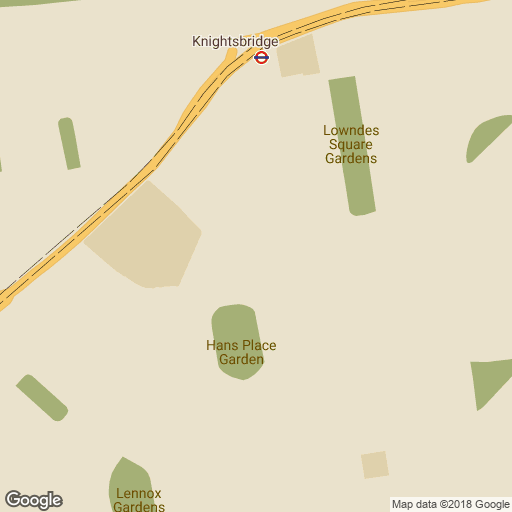 Knightsbridge
Lowndes
Square
Gardens
Hans Place
Garden
Lennox
Gardens
Google
Map data ©2018 Google